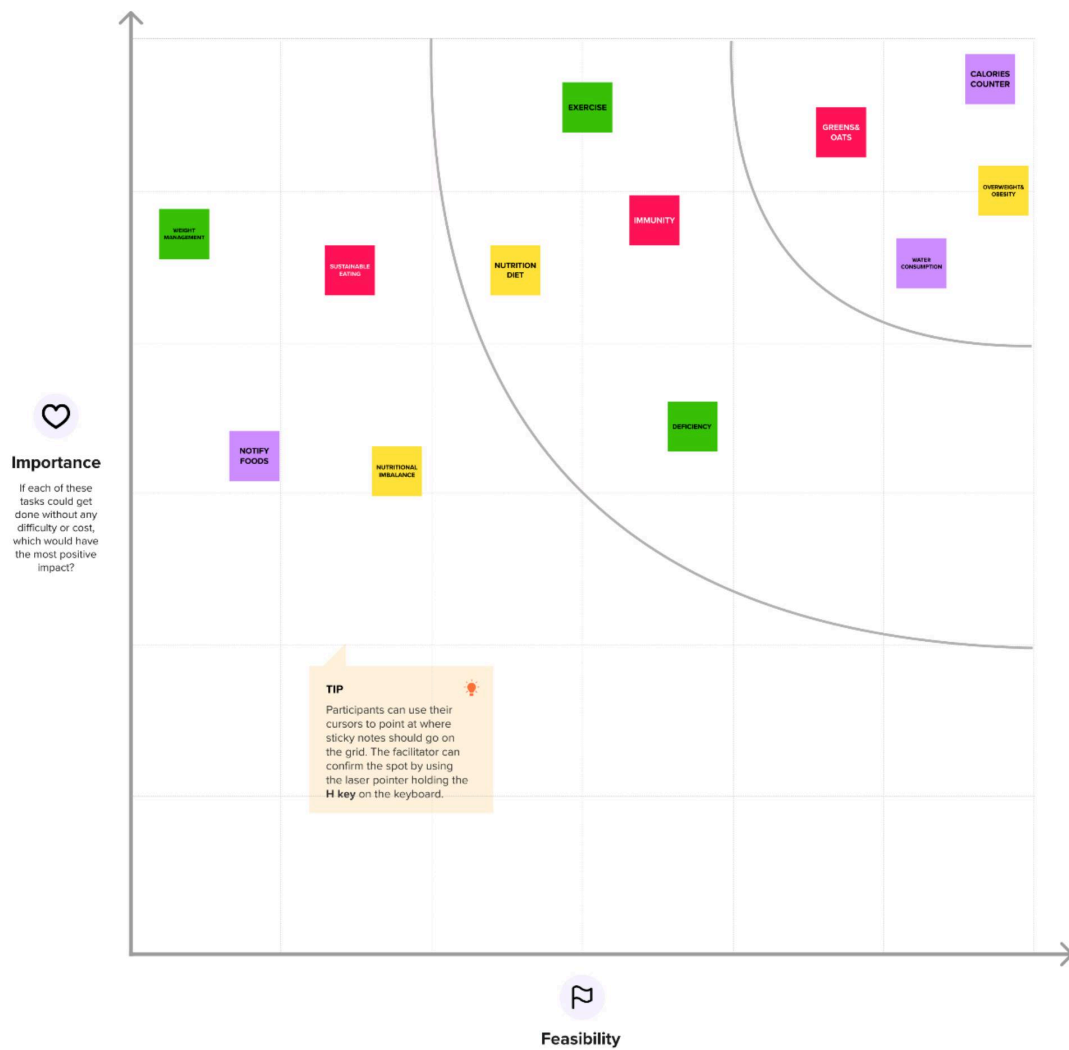 CALORIES
COUNTER
EXERCISE
GREENS&
OATS
OVERWEIGHT&
OBESITY
IMMUNITY
WEIGHT
MANAGEMENT
SUSTAINABLE
EATING
NUTRITION
DIET
WATER
CONSUMPTION
DEFICIENCY
NOTIFY
FOODS
NUTRITIONAL
IMBALANCE
Importance
If each of these
tasks could get
done without any
difficulty or cost,
which would have
the most positive
impact?
TIP
Participants can use their
cursors to point at where
sticky notes should go on
the grid. The facilitator can
confirm the spot by using
the laser pointer holding the
H key on the keyboard.
Feasibility